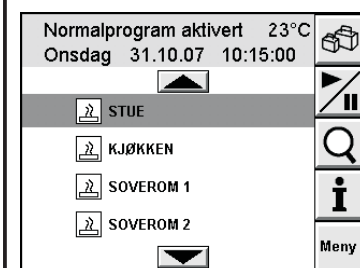 Normalprogram aktivert 23°C
Onsdag 31.10.07 10:15:00
STUE
KJØKKEN
SOVEROM 1
SOVEROM 2
Meny